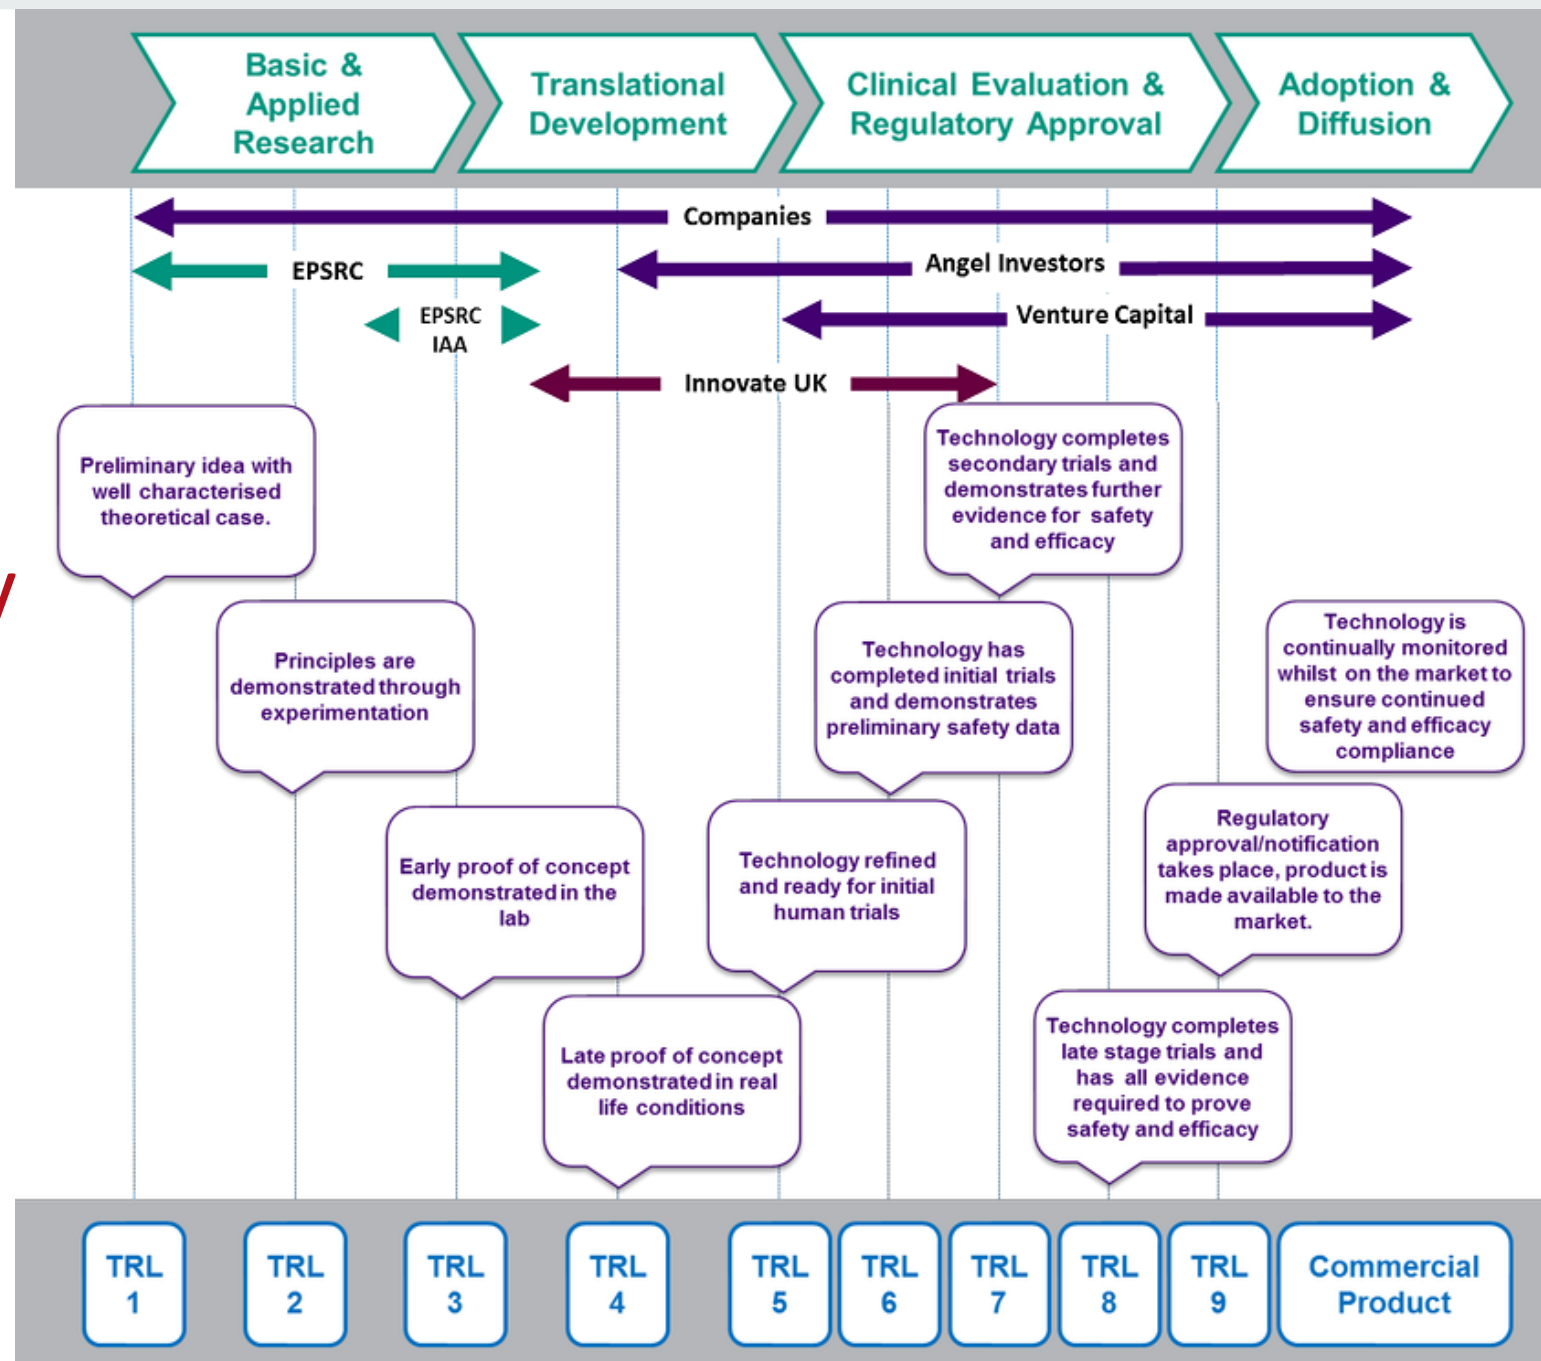 Basic &
Applied
Research
Translational
Development
Clinical Evaluation &
Regulatory Approval
Adoption &
Diffusion
Companies
EPSRC
Angel Investors
EPSRC
IAA
Venture Capital
Innovate UK
Preliminary idea with
well characterised
theoretical case.
Principles are
demonstrated through
experimentation
Early proof of concept
demonstrated in the
lab
Late proof of concept
demonstrated in real
life conditions
Technology refined
and ready for initial
human trials
Technology has
completed initial trials
and demonstrates
preliminary safety data
Technology completes
secondary trials and
demonstrates further
evidence for safety
and efficacy
Technology completes
late stage trials and
has all evidence
required to prove
safety and efficacy
Regulatory
approval/notification
takes place, product is
made available to the
market.
Technology is
continually monitored
whilst on the market to
ensure continued
safety and efficacy
compliance
TRL
1
TRL
2
TRL
3
TRL
4
TRL
5
TRL
6
TRL
7
TRL
8
TRL
9
Commercial
Product